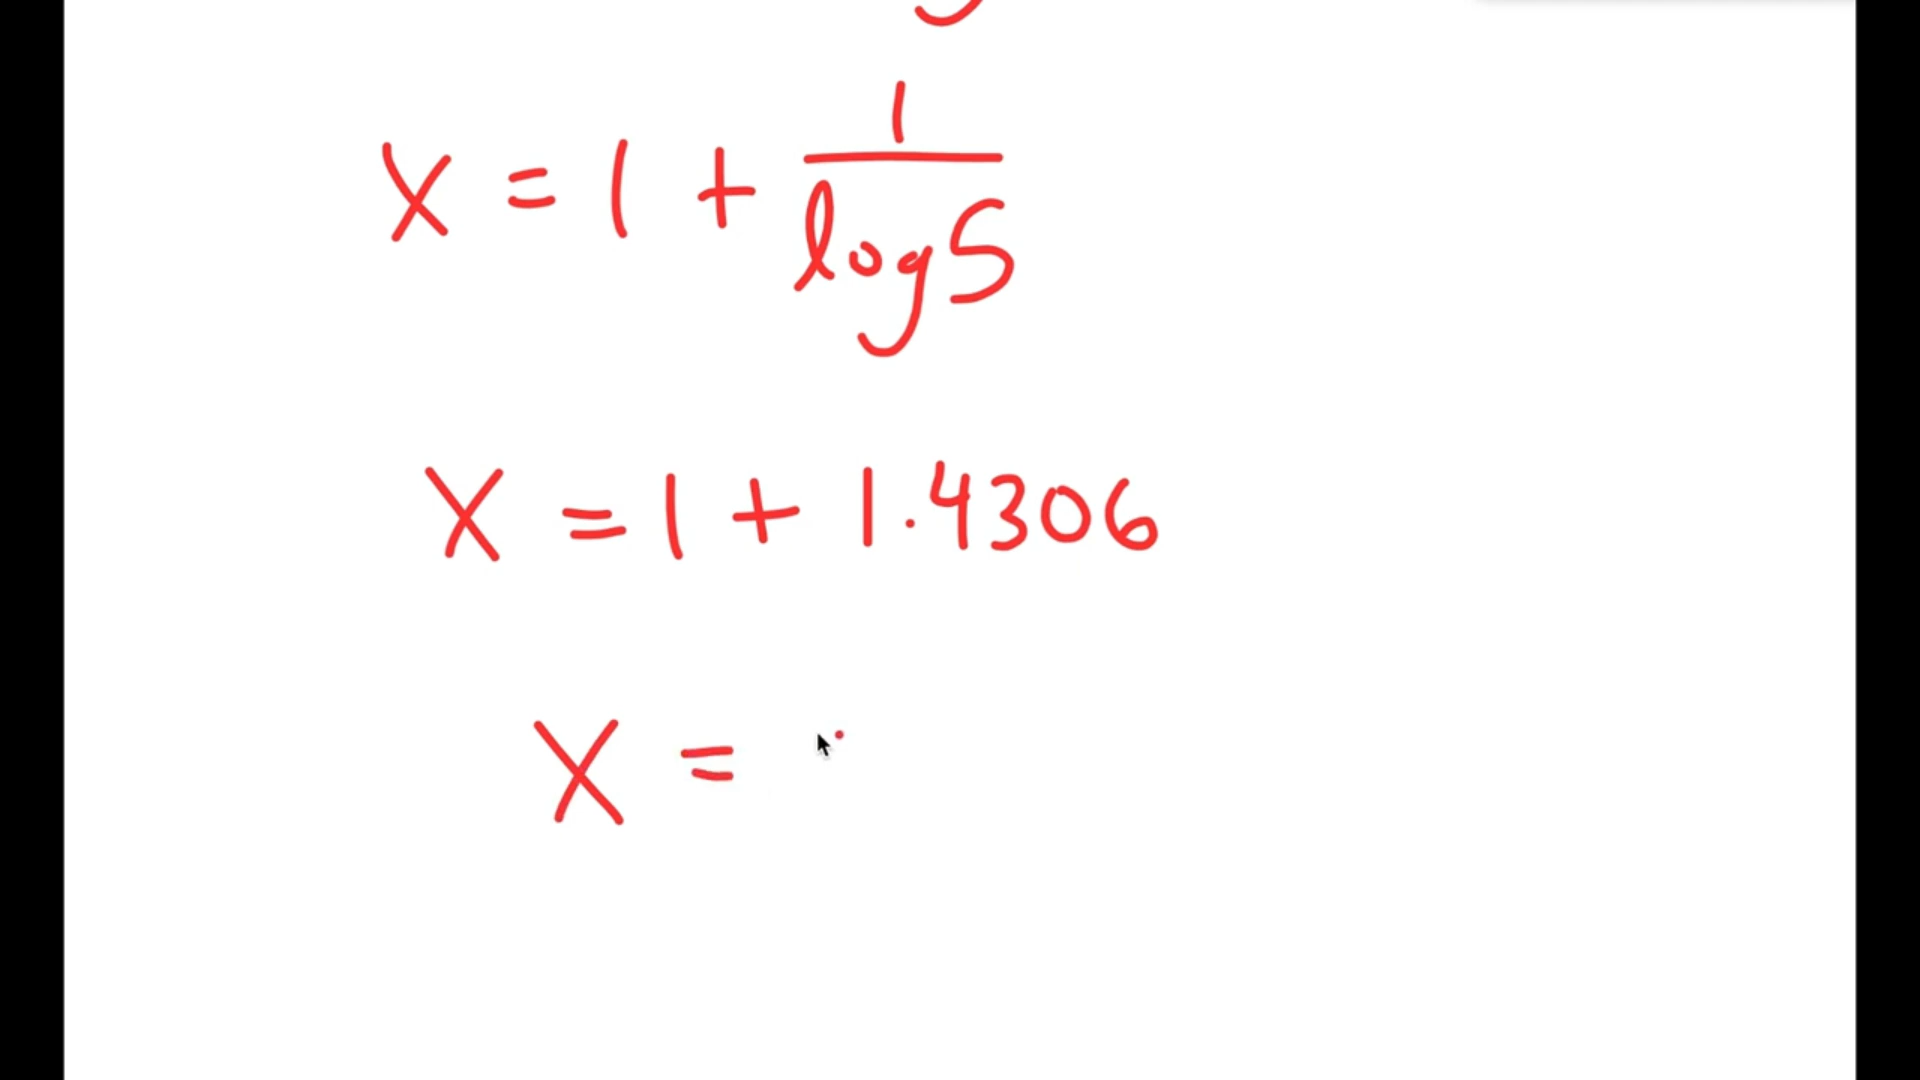 x = 1 + 1/log5
x = 1 + 1.4306
x =